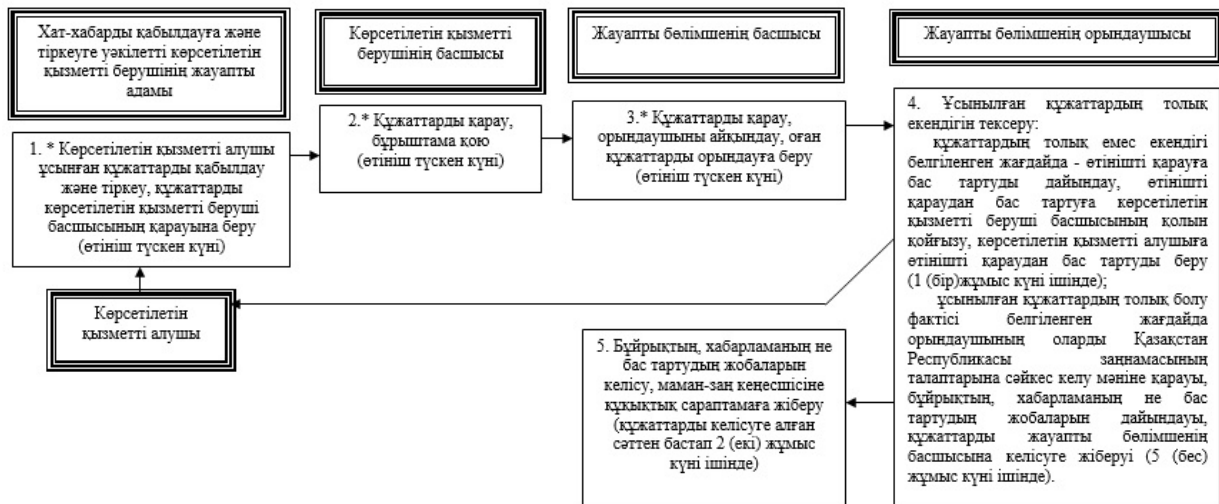 Хат-хабарды қабылдауға және
тіркеуге уәкілетті көрсетілетін
қызметті берушінің жауапты
адамы
Көрсетілетін қызметті
берушінің басшысы
Жауапты бөлімшенің басшысы
Жауапты бөлімшенің орындаушысы
1. * Көрсетілетін қызметті алушы
ұсынған құжаттарды қабылдау
және тіркеу, құжаттарды
көрсетілетін қызметті беруші
басшысының қарауына беру
(өтініш түскен күні)
2.* Құжаттарды қарау,
бұрыштама қою
(өтініш түскен күні)
3.* Құжаттарды қарау,
орындаушыны айқындау, оған
құжаттарды орындауға беру
(өтініш түскен күні)
4. Ұсынылған құжаттардың толық
екендігін тексеру:
құжаттардың толық емес екендігі
белгіленген жағдайда - өтінішті қарауға
бас тартуды дайындау, өтінішті
қараудан бас тартуға көрсетілетін
қызметті беруші басшысының қолын
қойғызу, көрсетілетін қызметті алушыға
өтінішті қараудан бас тартуды беру
(1 (бір)жұмыс күні ішінде);
ұсынылған құжаттардың толық болу
фактісі белгіленген жағдайда
орындаушының оларды Қазақстан
Республикасы заңнамасының
талаптарына сәйкес келу мәніне қарауы,
бұйрықтың, хабарламаның не бас
тартудың жобаларын дайындауы,
құжаттарды жауапты бөлімшенің
басшысына келісуге жіберуі (5 (бес)
жұмыс күні ішінде).
Көрсетілетін
қызметті алушы
5. Бұйрықтың, хабарламаның не
бас тартудың жобаларын
келісу, маман-заң кеңесшісіне
құқықтық сараптамаға жіберу
(құжаттарды келісуге алған
сәттен бастап 2 (екі) жұмыс
күні ішінде)